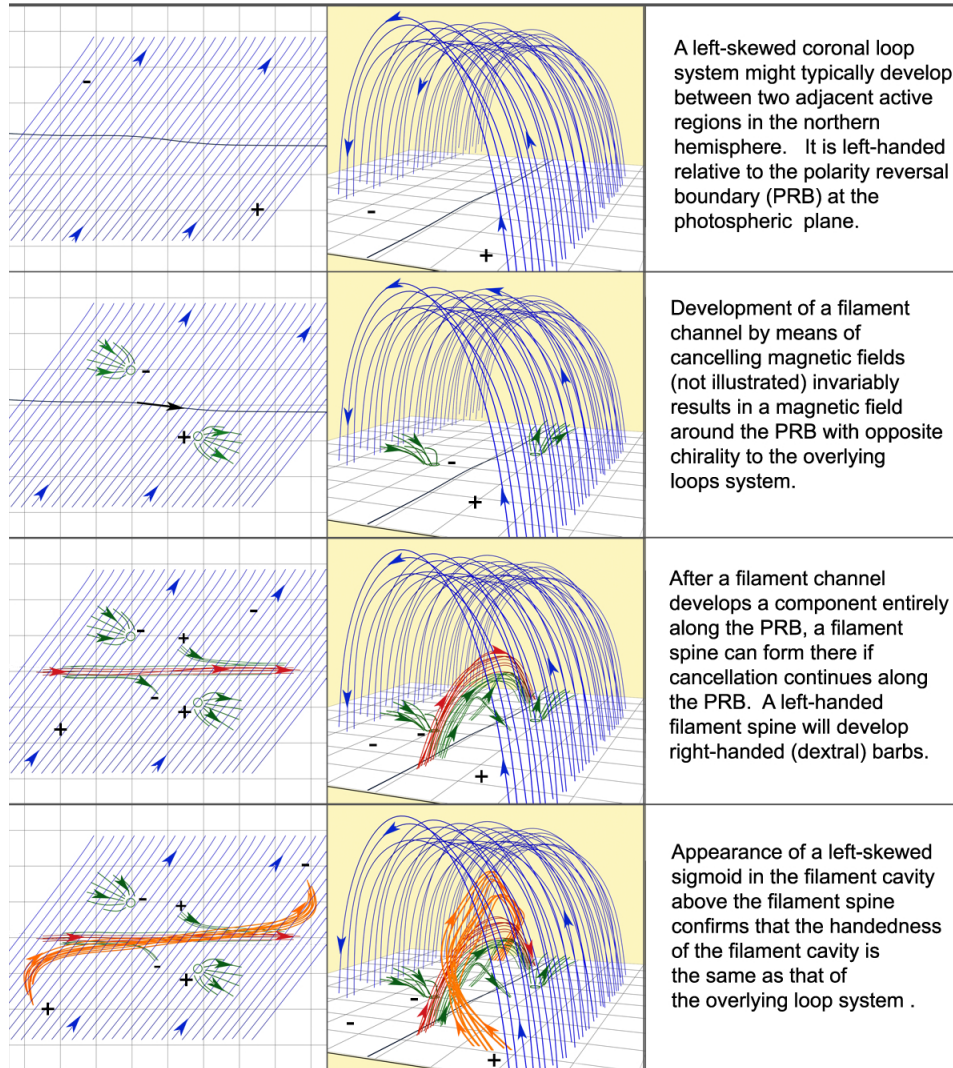 A left-skewed coronal loop
system might typically develop
between two adjacent active
regions in the northern
hemisphere. It is left-handed
relative to the polarity reversal
boundary (PRB) at the
photospheric plane.
-
+
-
+
Development of a filament
channel by means of
cancelling magnetic fields
(not illustrated) invariably
results in a magnetic field
around the PRB with opposite
chirality to the overlying
loops system.
-
+
-
+
After a filament channel
develops a component entirely
along the PRB, a filament
spine can form there if
cancellation continues along
the PRB. A left-handed
filament spine will develop
right-handed (dextral) barbs.
-
-
+
-
+
+
-
-
+
Appearance of a left-skewed
sigmoid in the filament cavity
above the filament spine
confirms that the handedness
of the filament cavity is
the same as that of
the overlying loop system .
-
-
+
-
+
+
-
-
+